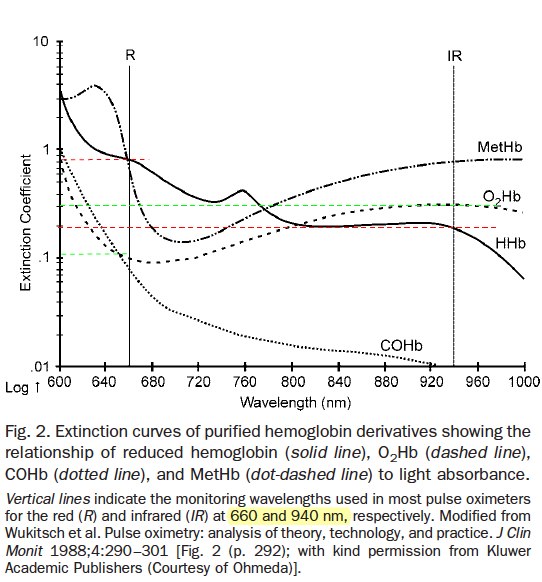 10
R
IR
MetHb
1
O₂Hb
Extinction Coefficient
HHb
.1
COHb
.01
Log ↑
600 640 680 720 760 800 840 880 920 960 1000
Wavelength (nm)
Fig. 2. Extinction curves of purified hemoglobin derivatives showing the
relationship of reduced hemoglobin (solid line), O₂Hb (dashed line),
COHb (dotted line), and MetHb (dot-dashed line) to light absorbance.
Vertical lines indicate the monitoring wavelengths used in most pulse oximeters
for the red (R) and infrared (IR) at 660 and 940 nm, respectively. Modified from
Wukitsch et al. Pulse oximetry: analysis of theory, technology, and practice. J Clin
Monit 1988;4:290–301 [Fig. 2 (p. 292); with kind permission from Kluwer
Academic Publishers (Courtesy of Ohmeda)].